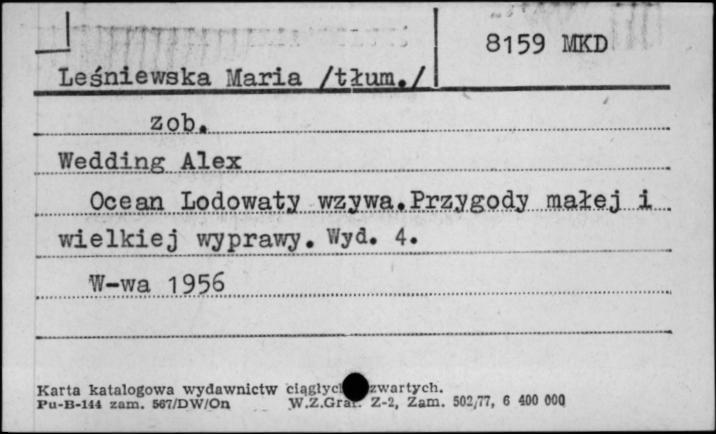 8159 MKD
Leśniewska Maria /tłum./
zob.
Wedding Alex
Ocean Lodowaty wzywa.Przygody małej i
wielkiej wyprawy. Wyd. 4.
W-wa 1956
Karta katalogowa wydawnictw zwartych.
Pu-B-144 zam. 567/DW/On W.Z.Graf. Z-2, Zam. 502/77, 6 400 000